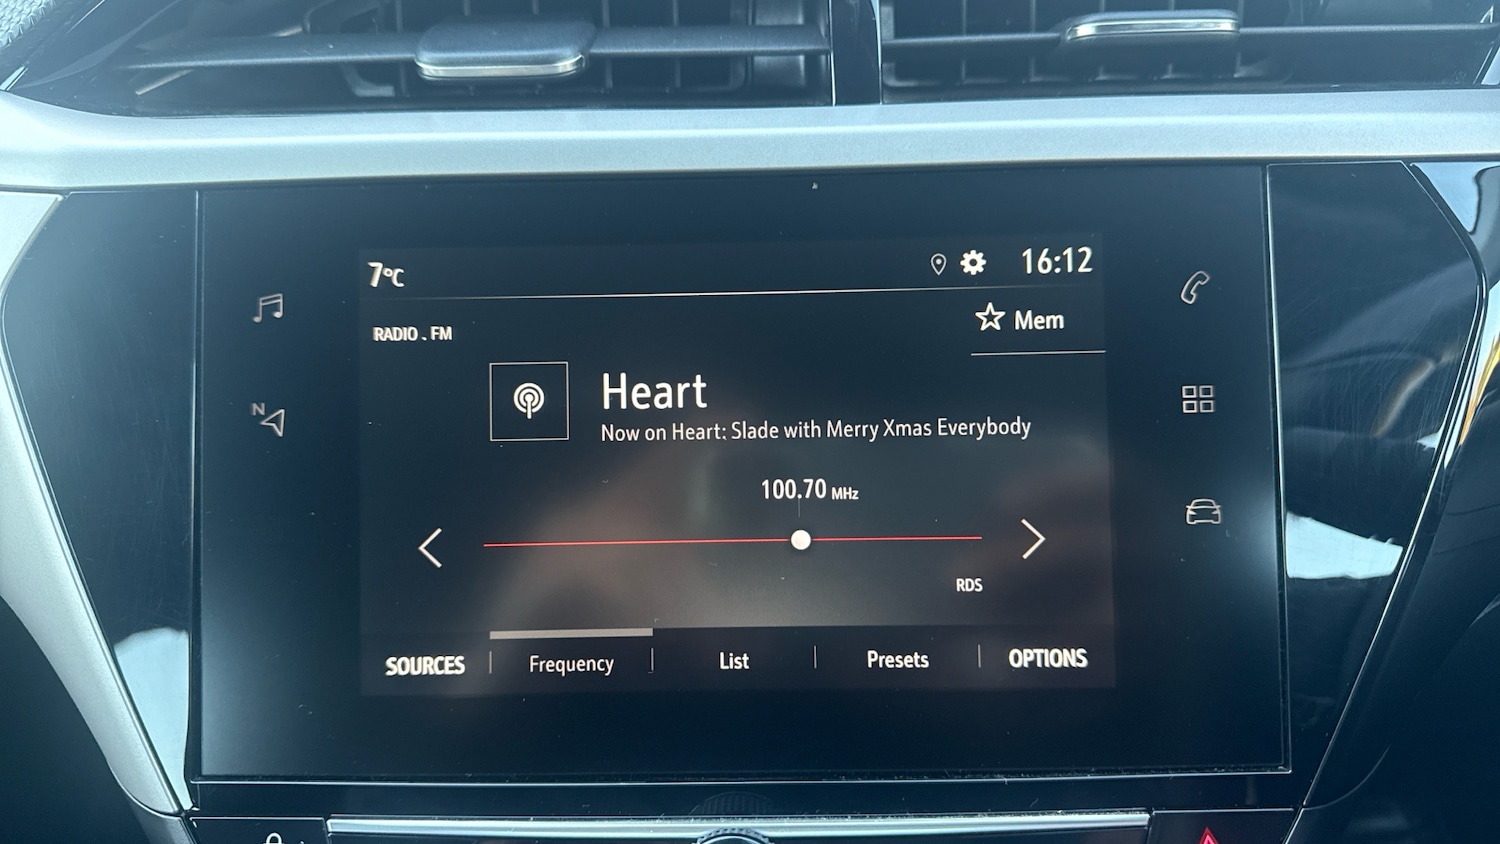 7°C
16:12
RADIO . FM
Mem
Heart
Now on Heart: Slade with Merry Xmas Everybody
100.70 MHz
N
RDS
SOURCES
Frequency
List
Presets
OPTIONS